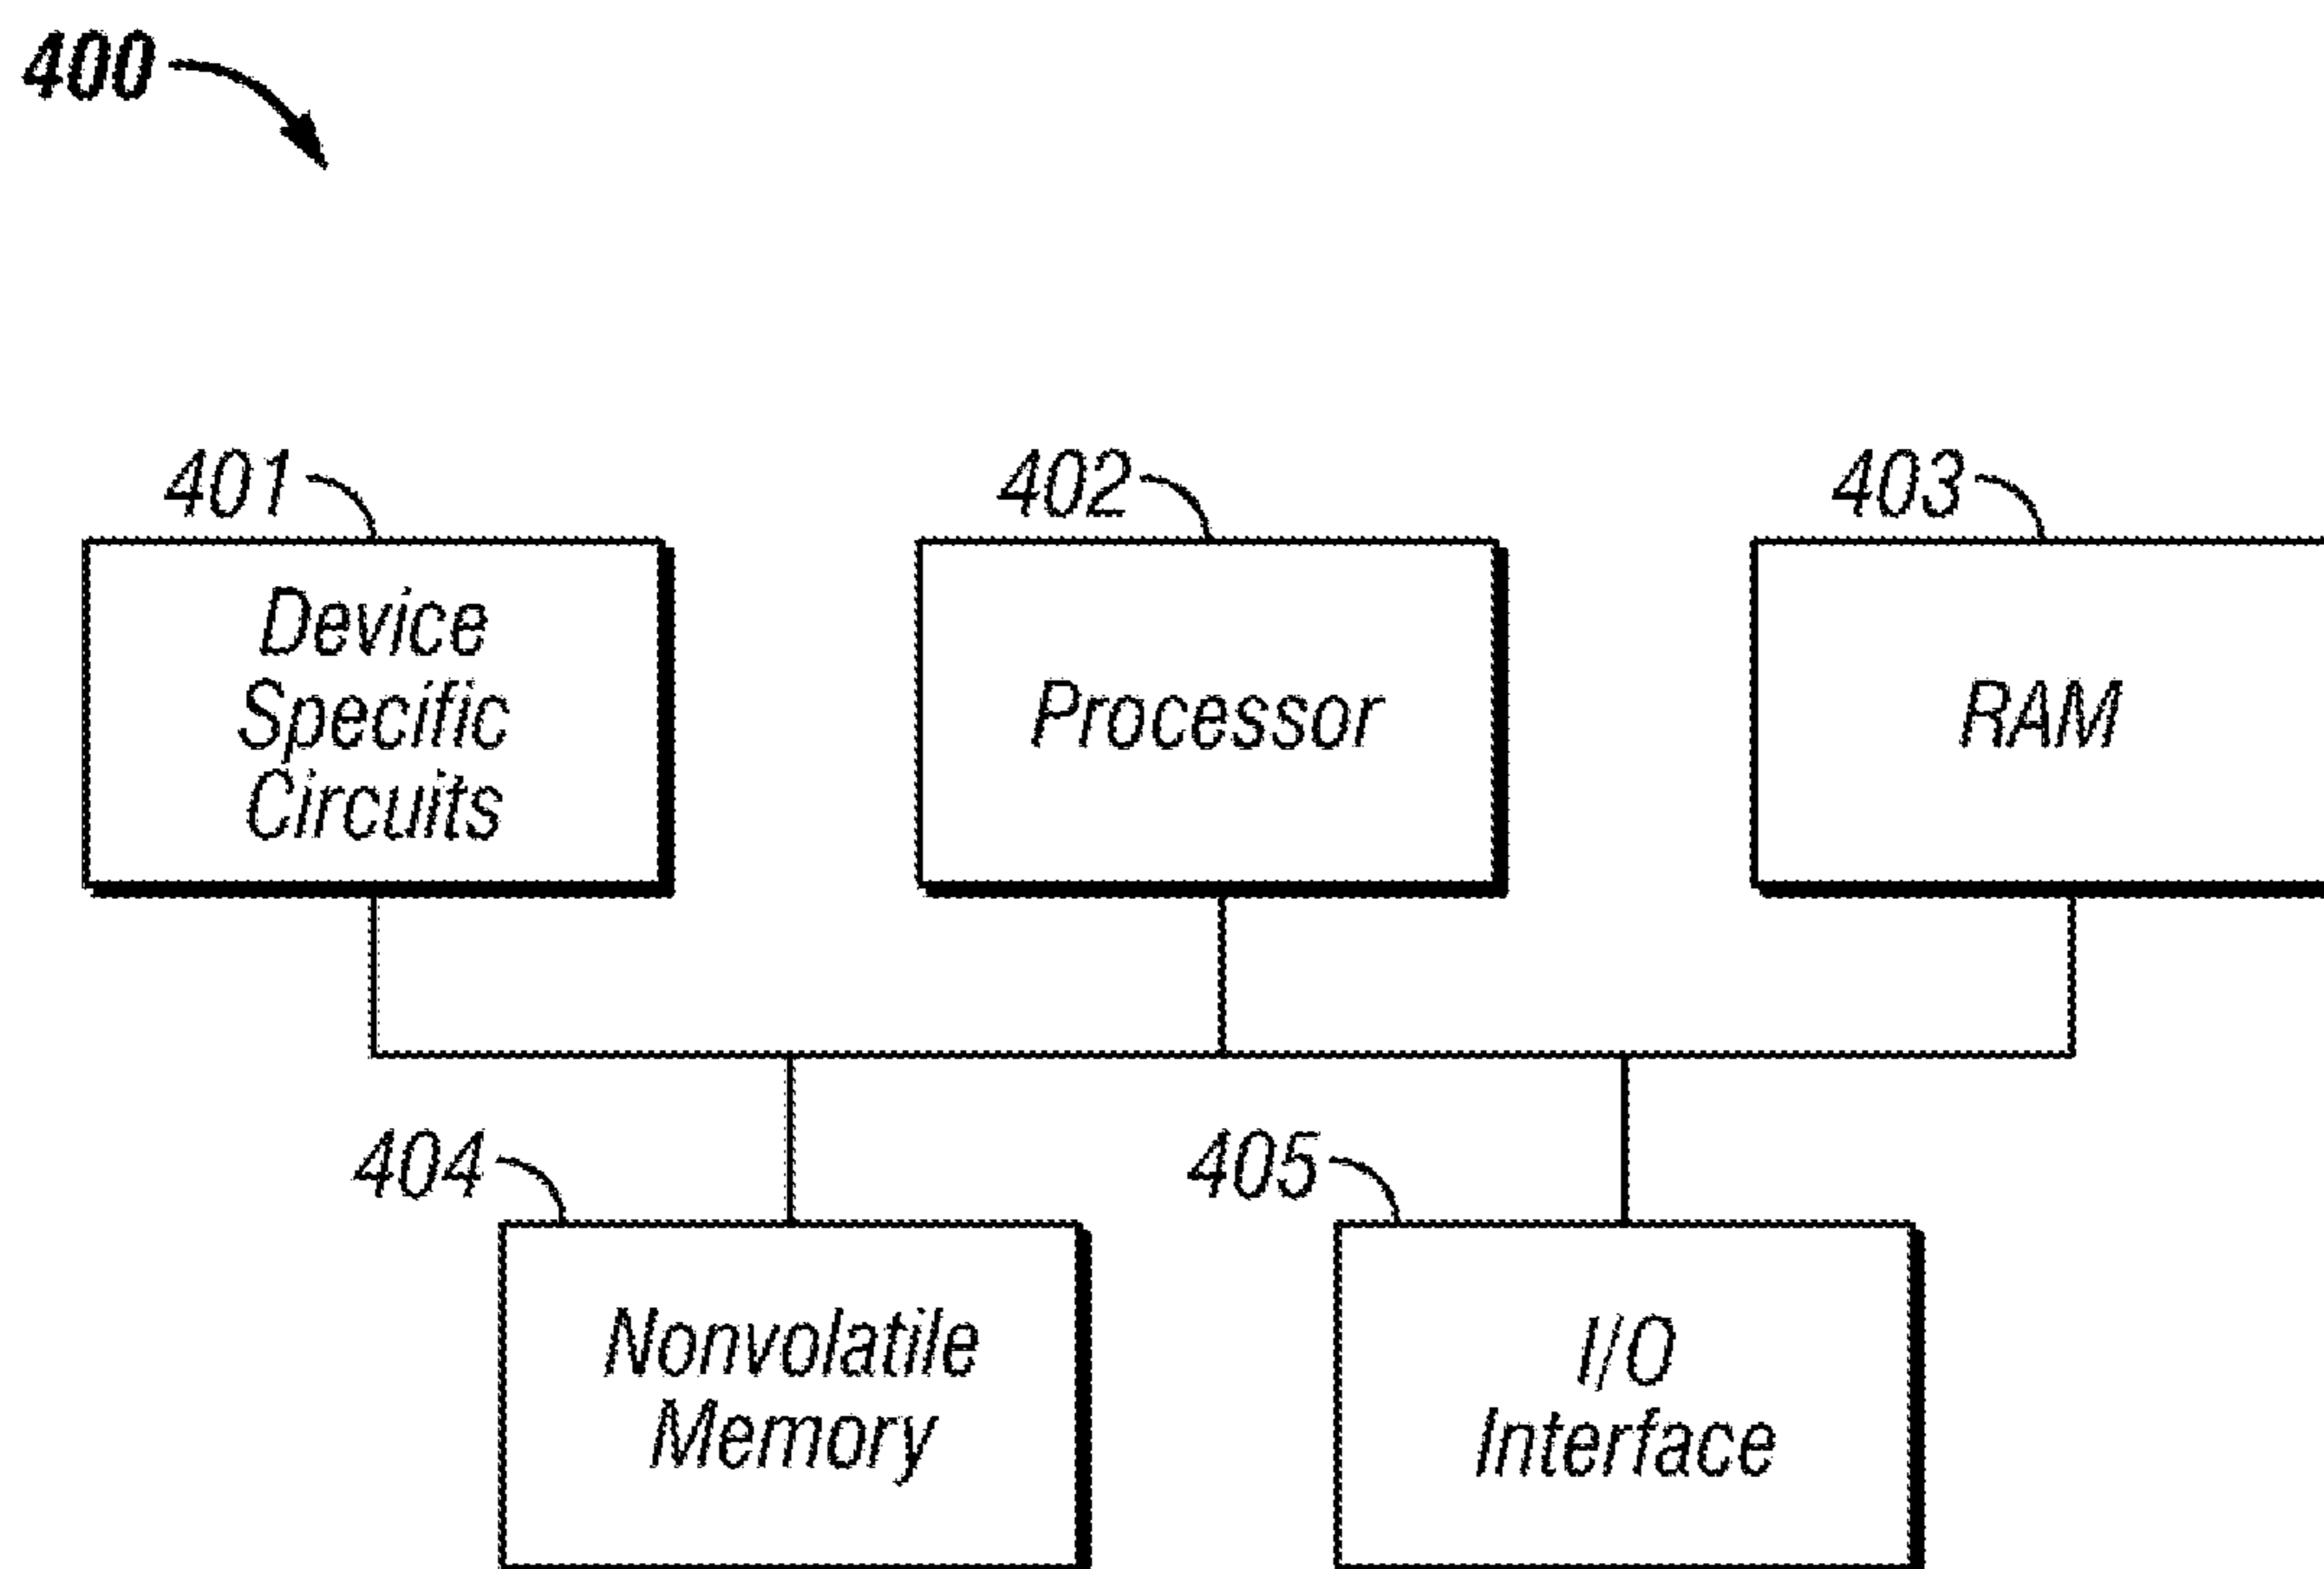 400
401
402
403
Device
Specific
Circuits
Processor
RAM
404
405
Nonvolatile
Memory
I/O
Interface